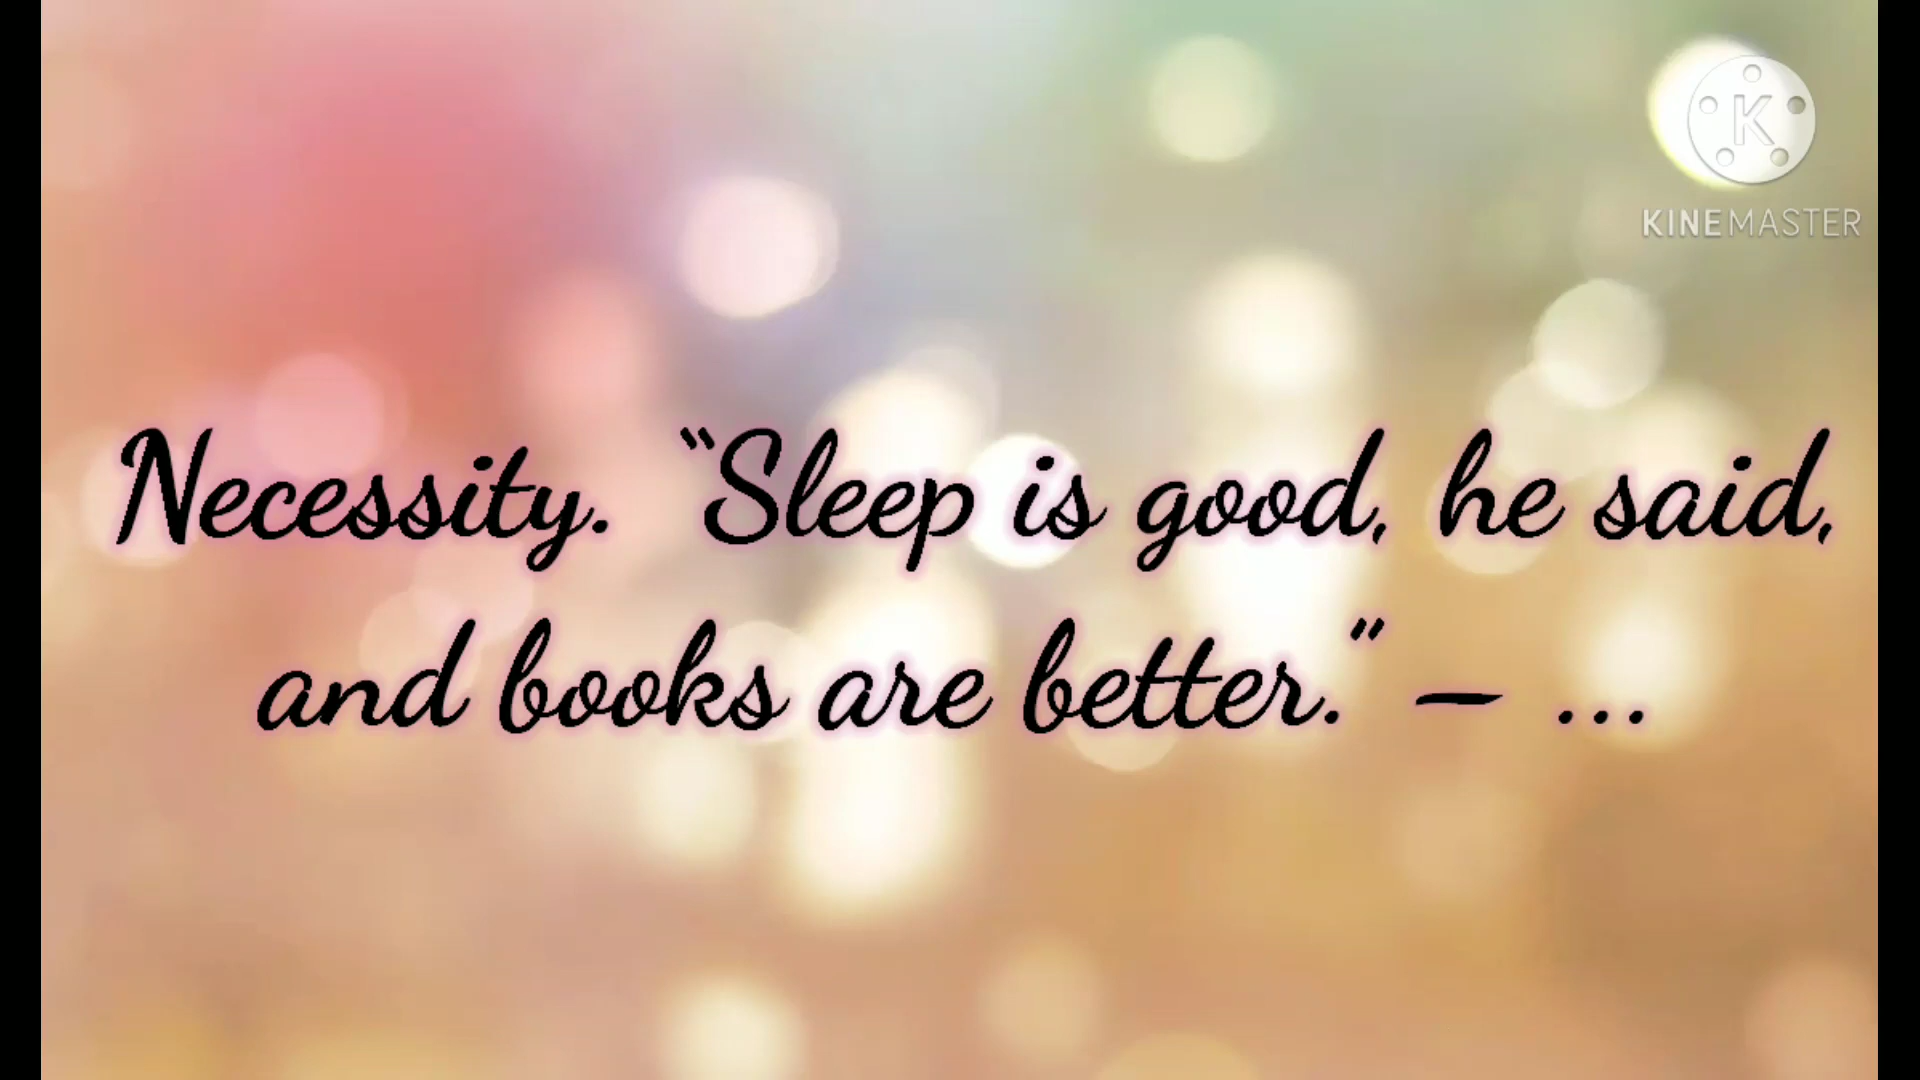 K
KINEMASTER
Necessity. “Sleep is good, he said,
and books are better.” – ...